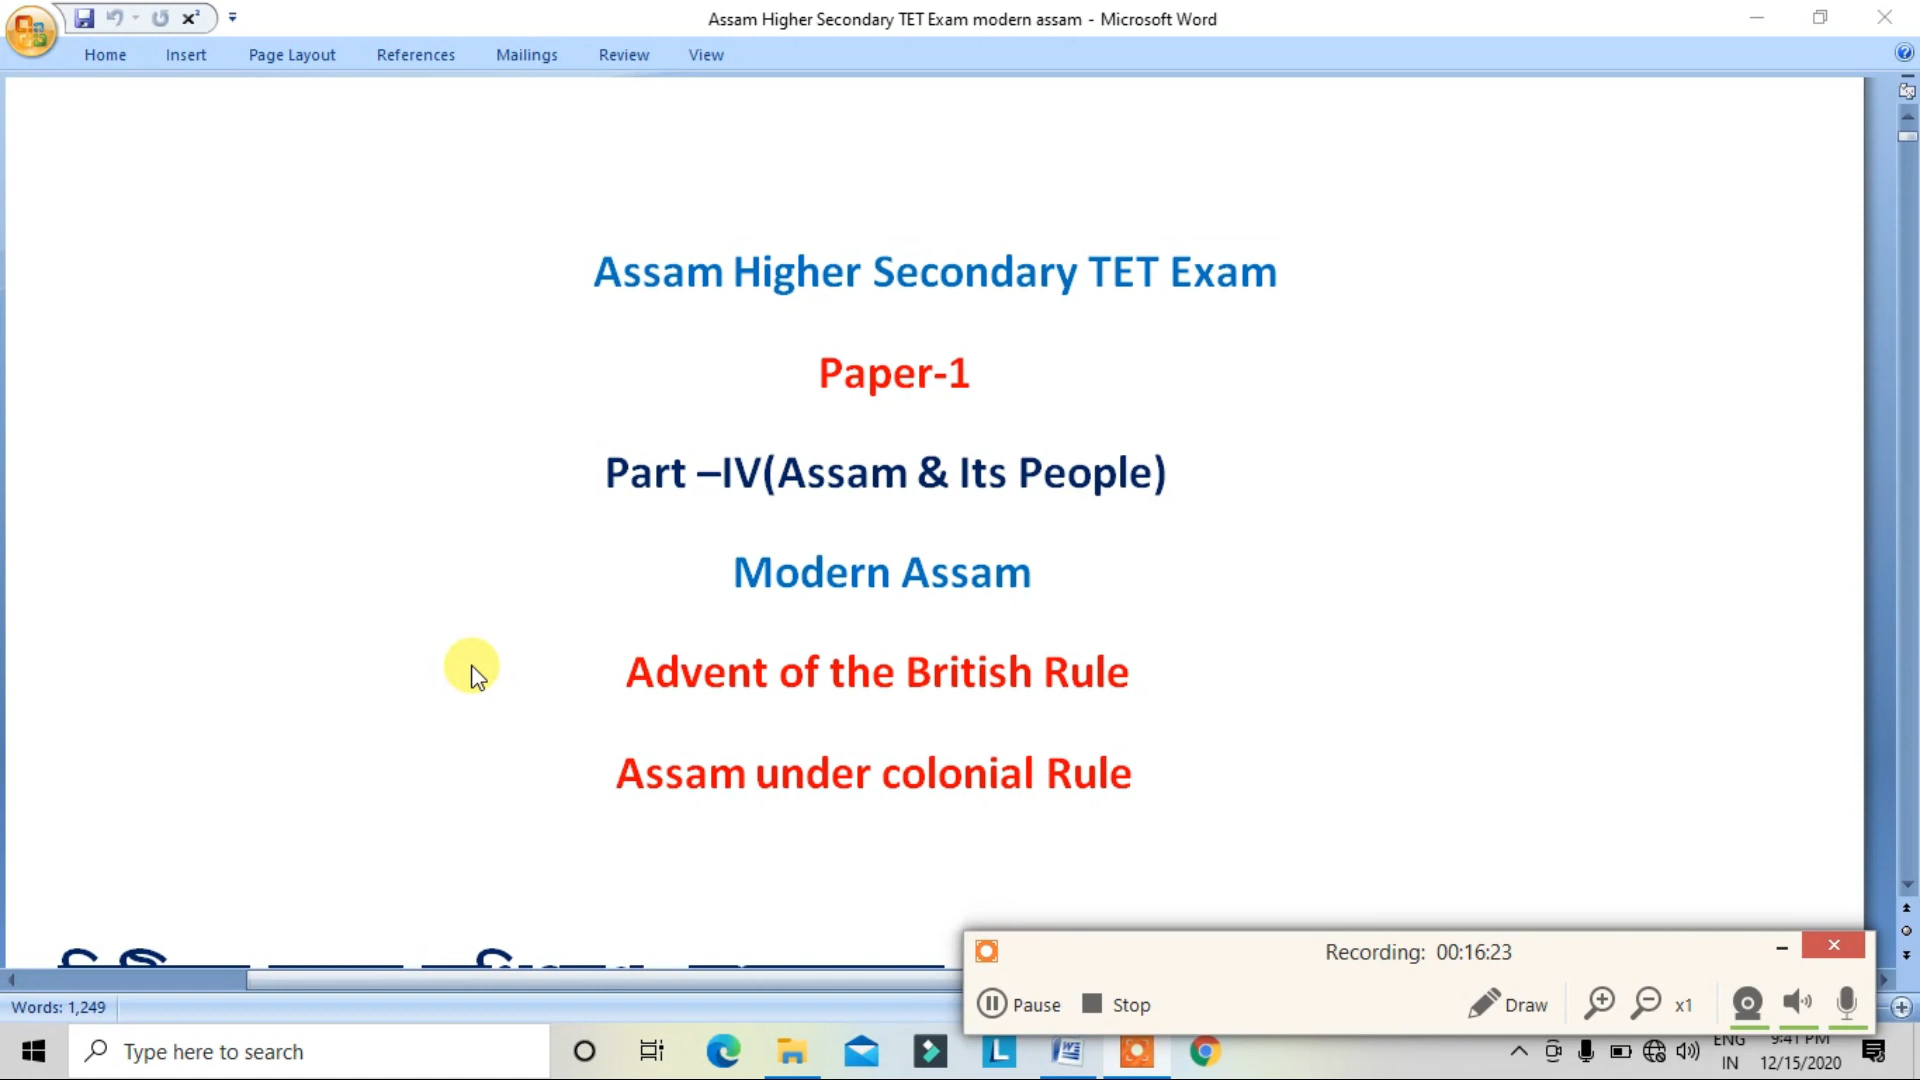 Assam Higher Secondary TET Exam modern assam - Microsoft Word
Home Insert Page Layout References Mailings Review View
Assam Higher Secondary TET Exam
Paper-1
Part –IV(Assam & Its People)
Modern Assam
Advent of the British Rule
Assam under colonial Rule
Recording: 00:16:23
Pause Stop Draw x1
Words: 1,249
Type here to search
ENG 9:41 PM
IN 12/15/2020